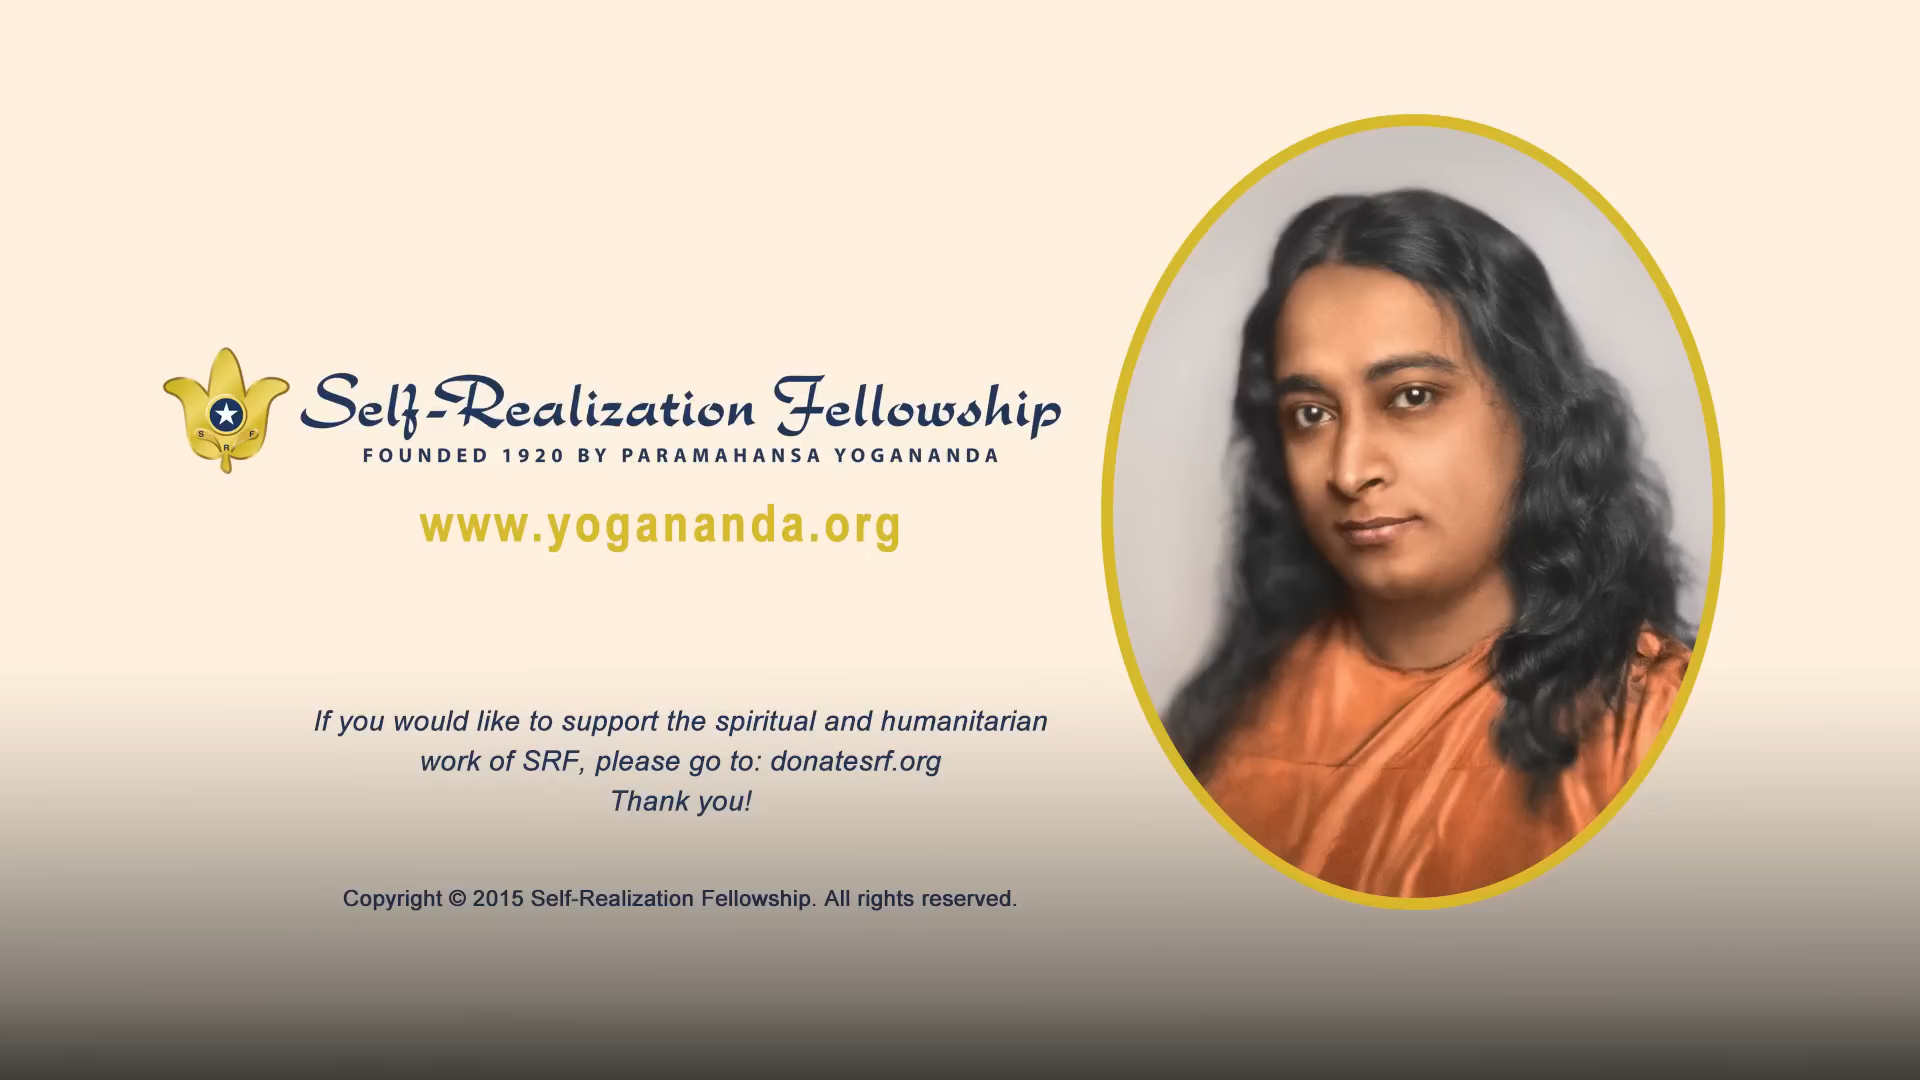 S R F
Self-Realization Fellowship
FOUNDED 1920 BY PARAMAHANSA YOGANANDA
www.yogananda.org
If you would like to support the spiritual and humanitarian
work of SRF, please go to: donatesrf.org
Thank you!
Copyright © 2015 Self-Realization Fellowship. All rights reserved.